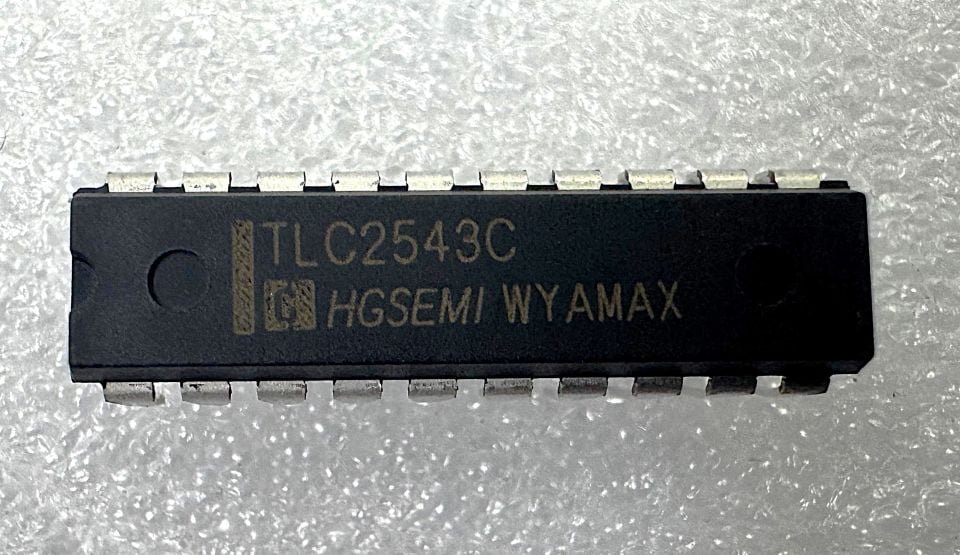 TLC2543C
HGSEMI WYAMAX